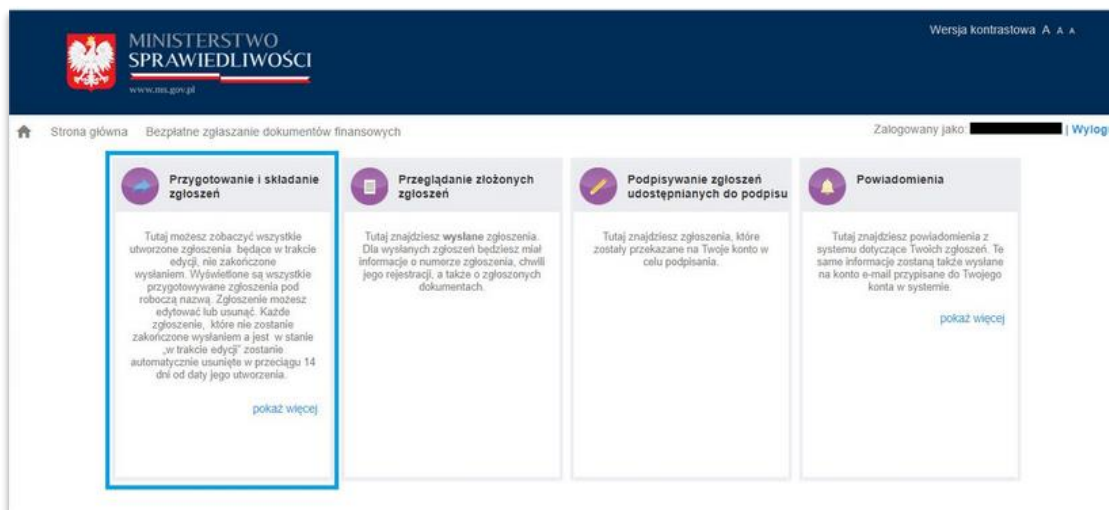 MINISTERSTWO
SPRAWIEDLIWOŚCI
www.ms.gov.pl
Wersja kontrastowa A A A
Strona główna Bezpłatne zgłaszanie dokumentów finansowych
Zalogowany jako: | Wylog
Przygotowanie i składanie
zgłoszeń
Tutaj możesz zobaczyć wszystkie
utworzone zgłoszenia będące w trakcie
edycji, nie zakończone
wysłaniem. Wyświetlone są wszystkie
przygotowywane zgłoszenia pod
roboczą nazwą. Zgłoszenie możesz
edytować lub usunąć. Każde
zgłoszenie, które nie zostanie
zakończone wysłaniem a jest w stanie
„w trakcie edycji” zostanie
automatycznie usunięte w przeciągu 14
dni od daty jego utworzenia.
pokaż więcej
Przeglądanie złożonych
zgłoszeń
Tutaj znajdziesz wysłane zgłoszenia.
Dla wysłanych zgłoszeń będziesz miał
informacje o numerze zgłoszenia, chwili
jego rejestracji, a także o zgłoszonych
dokumentach.
Podpisywanie zgłoszeń
udostępnianych do podpisu
Tutaj znajdziesz zgłoszenia, które
zostały przekazane na Twoje konto w
celu podpisania.
Powiadomienia
Tutaj znajdziesz powiadomienia z
systemu dotyczące Twoich zgłoszeń. Te
same informacje zostaną także wysłane
na konto e-mail przypisane do Twojego
konta w systemie.
pokaż więcej